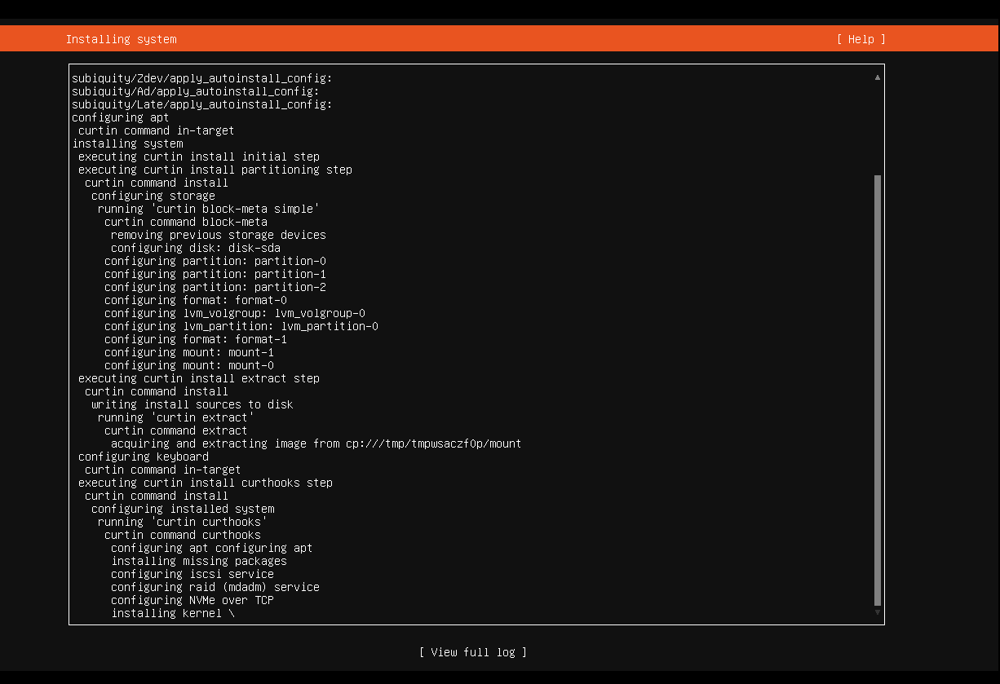 Installing system
[ Help ]
subiquity/Zdev/apply_autoinstall_config:
subiquity/Ad/apply_autoinstall_config:
subiquity/Late/apply_autoinstall_config:
configuring apt
curtin command in-target
installing system
executing curtin install initial step
executing curtin install partitioning step
curtin command install
configuring storage
running 'curtin block-meta simple'
curtin command block-meta
removing previous storage devices
configuring disk: disk-sda
configuring partition: partition-0
configuring partition: partition-1
configuring partition: partition-2
configuring format: format-0
configuring lvm_volgroup: lvm_volgroup-0
configuring lvm_partition: lvm_partition-0
configuring format: format-1
configuring mount: mount-1
configuring mount: mount-0
executing curtin install extract step
curtin command install
writing install sources to disk
running 'curtin extract'
curtin command extract
acquiring and extracting image from cp:///tmp/tmpwsaczf0p/mount
configuring keyboard
curtin command in-target
executing curtin install curthooks step
curtin command install
configuring installed system
running 'curtin curthooks'
curtin command curthooks
configuring apt configuring apt
installing missing packages
configuring iscsi service
configuring raid (mdadm) service
configuring NVMe over TCP
installing kernel \
[ View full log ]